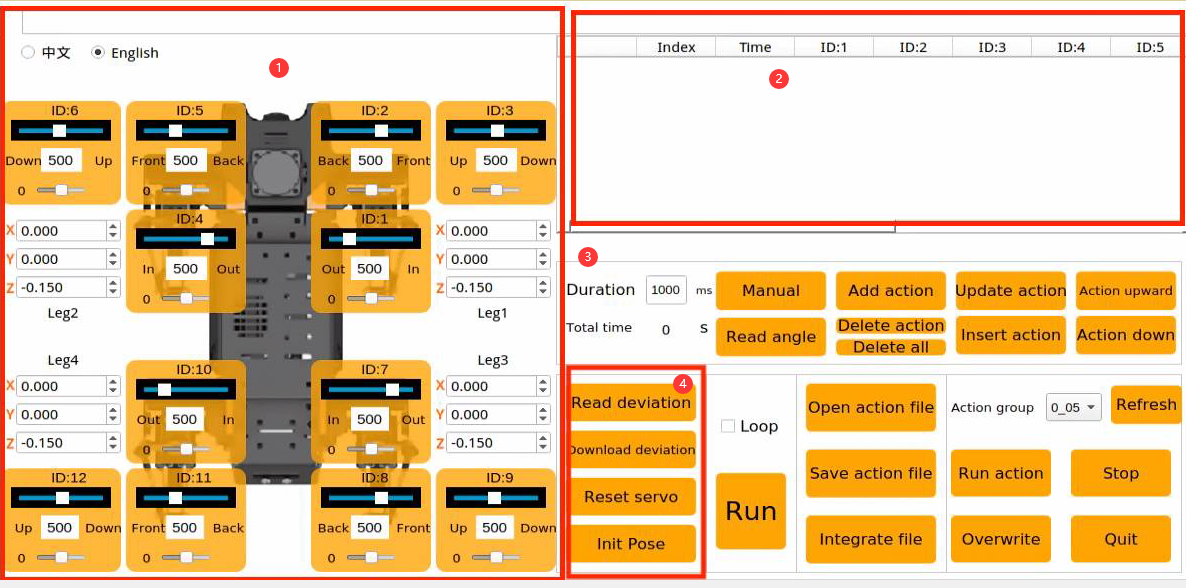 中文 English
1
ID:6 ID:5 ID:2 ID:3
Down 500 Up Front 500 Back Back 500 Front Up 500 Down
0 0 0 0
ID:4 ID:1
In 500 Out Out 500 In
0 0
X 0.000 X 0.000
Y 0.000 Y 0.000
Z -0.150 Z -0.150
Leg2 Leg1
Leg4 Leg3
ID:10 ID:7
X 0.000 X 0.000
Out 500 In In 500 Out
Y 0.000 Y 0.000
Z -0.150 Z -0.150
0 0
ID:12 ID:11 ID:8 ID:9
Up 500 Down Front 500 Back Back 500 Front Up 500 Down
0 0 0 0
Index Time ID:1 ID:2 ID:3 ID:4 ID:5
2
3
Duration 1000 ms Manual Add action Update action Action upward
Total time 0 S Read angle Delete action Insert action Action down
Delete all
4
Read deviation
Download deviation
Reset servo
Init Pose
Loop
Run
Open action file
Save action file
Integrate file
Action group 0_05 Refresh
Run action Stop
Overwrite Quit